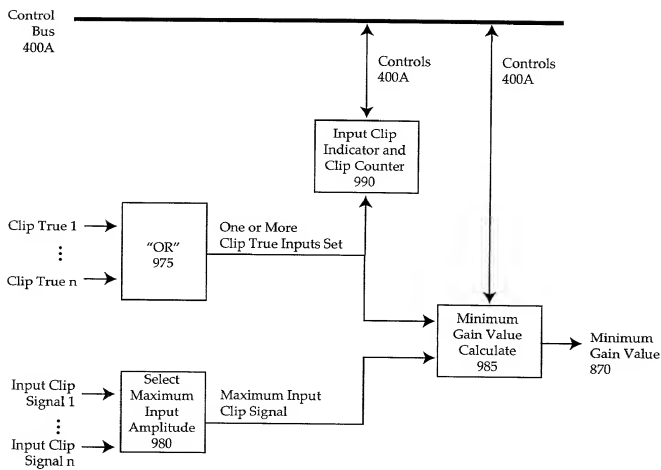 Control
Bus
400A
Controls
400A
Controls
400A
Input Clip
Indicator and
Clip Counter
990
Clip True 1
Clip True n
"OR"
975
One or More
Clip True Inputs Set
Minimum
Gain Value
Calculate
985
Minimum
Gain Value
870
Input Clip
Signal 1
Input Clip
Signal n
Select
Maximum
Input
Amplitude
980
Maximum Input
Clip Signal